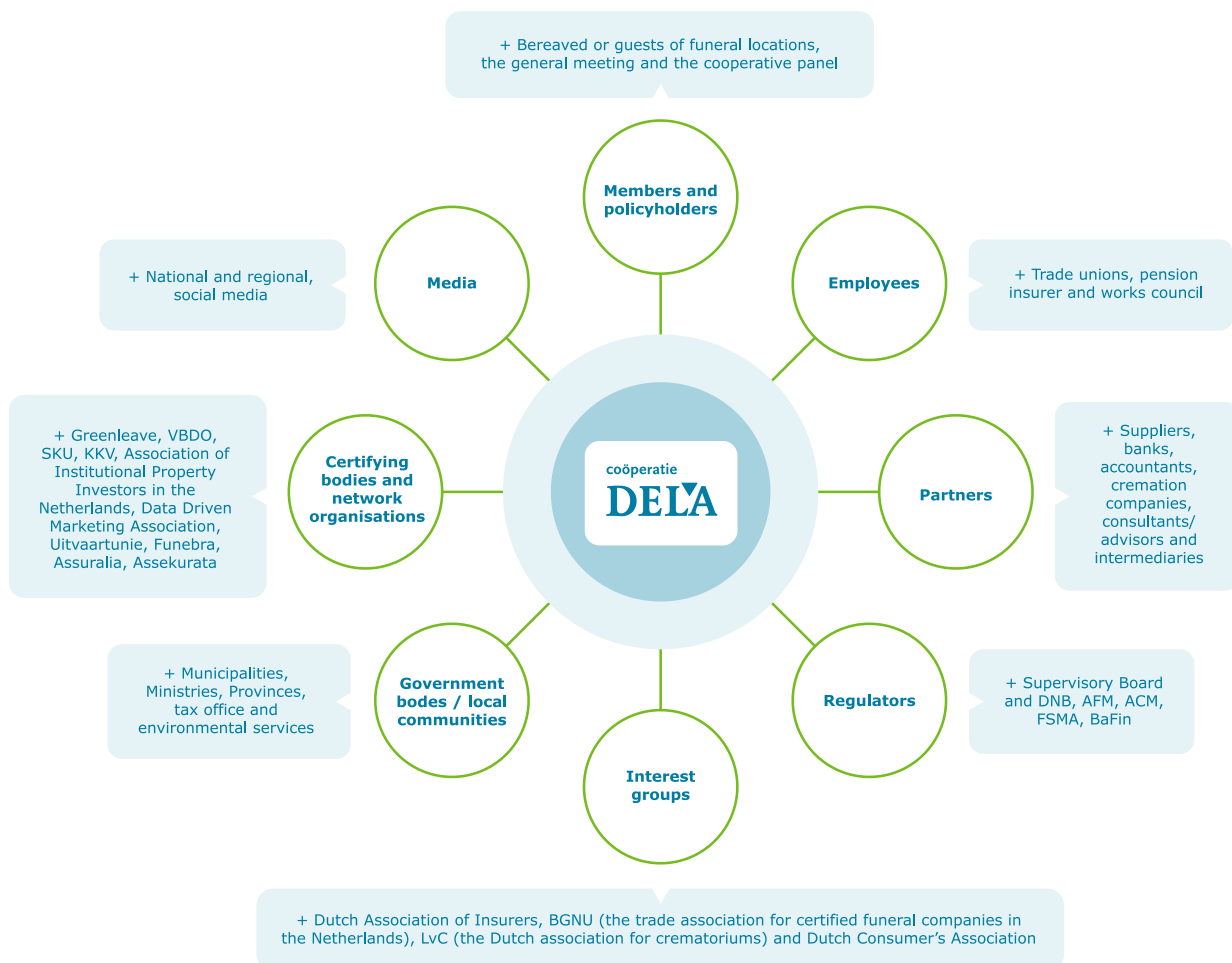 + Bereaved or guests of funeral locations,
the general meeting and the cooperative panel
Members and
policyholders
+ National and regional,
social media
Media
Employees
+ Trade unions, pension
insurer and works council
+ Greenleave, VBDO,
SKU, KKV, Association of
Institutional Property
Investors in the
Netherlands, Data Driven
Marketing Association,
Uitvaartunie, Funebra,
Assuralia, Assekurata
Certifying
bodies and
network
organisations
coöperatie
DELA
Partners
+ Suppliers,
banks,
accountants,
cremation
companies,
consultants/
advisors and
intermediaries
+ Municipalities,
Ministries, Provinces,
tax office and
environmental services
Government
bodies / local
communities
Regulators
+ Supervisory Board
and DNB, AFM, ACM,
FSMA, BaFin
Interest
groups
+ Dutch Association of Insurers, BGNU (the trade association for certified funeral companies in
the Netherlands), LvC (the Dutch association for crematoriums) and Dutch Consumer's Association